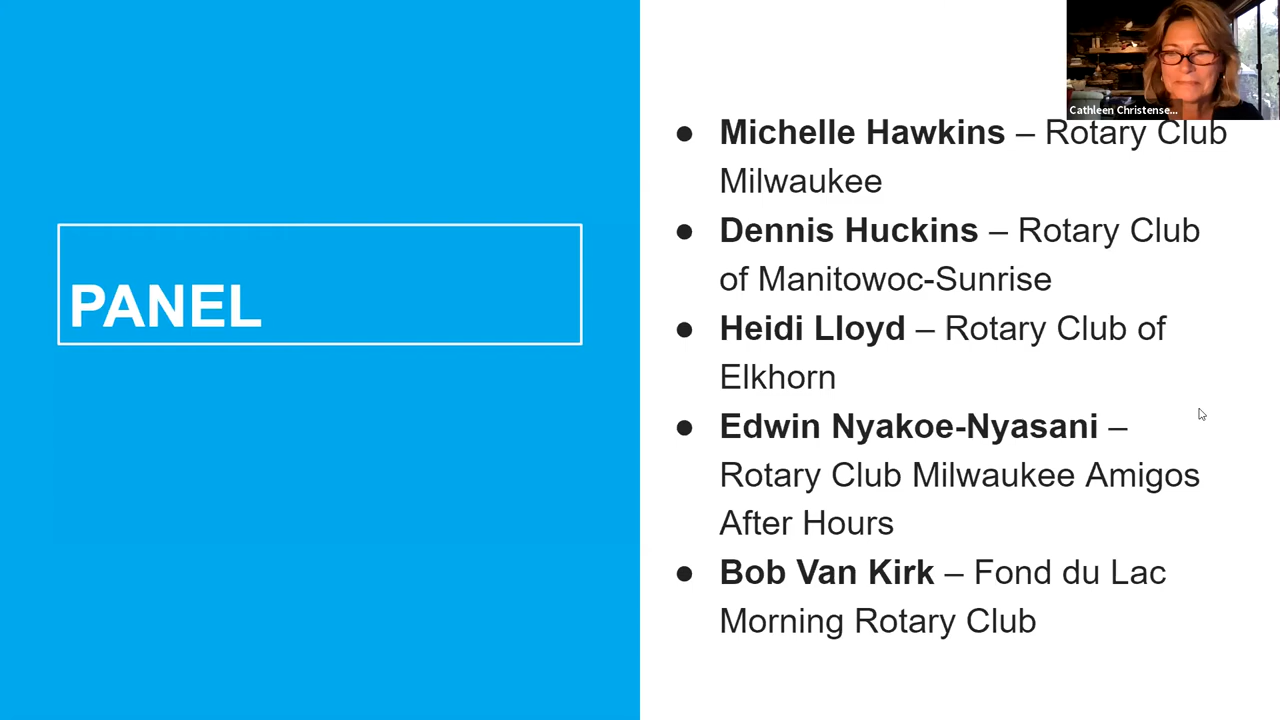 Cathleen Christense...
PANEL
● Michelle Hawkins – Rotary Club
Milwaukee
● Dennis Huckins – Rotary Club
of Manitowoc-Sunrise
● Heidi Lloyd – Rotary Club of
Elkhorn
● Edwin Nyakoe-Nyasani –
Rotary Club Milwaukee Amigos
After Hours
● Bob Van Kirk – Fond du Lac
Morning Rotary Club